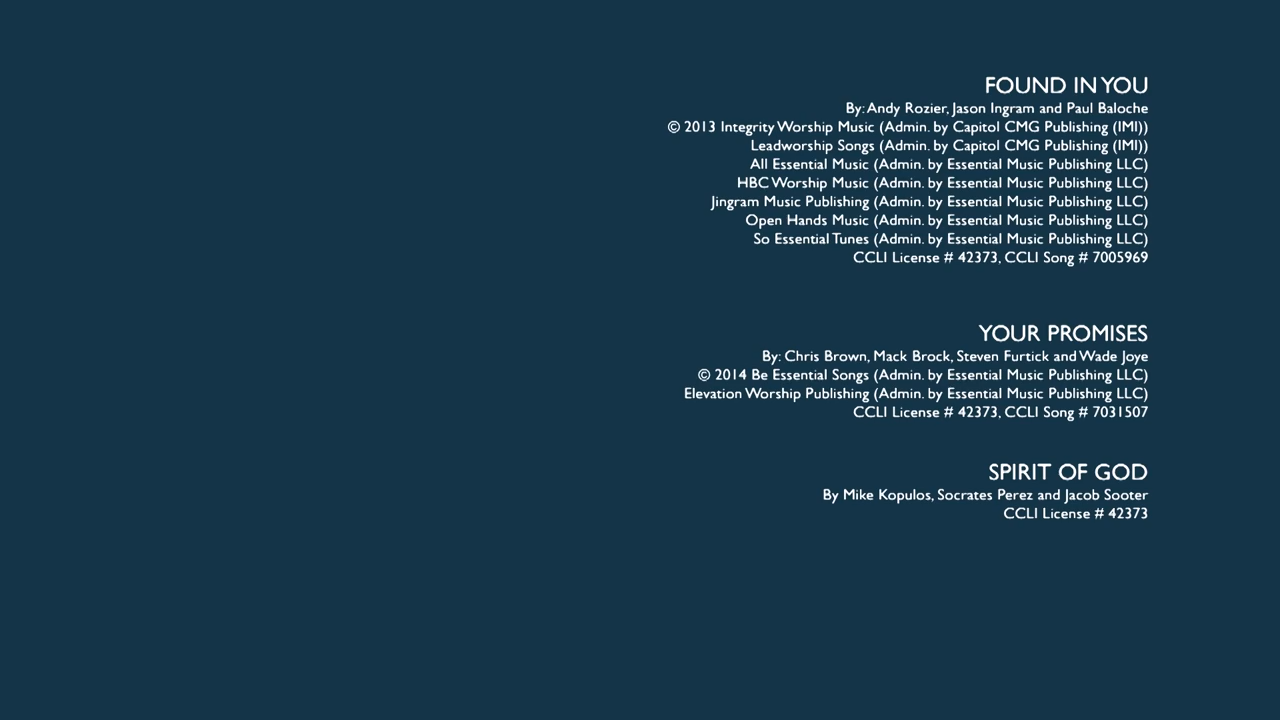 FOUND IN YOU
By: Andy Rozier, Jason Ingram and Paul Baloche
© 2013 Integrity Worship Music (Admin. by Capitol CMG Publishing (IMI))
Leadworship Songs (Admin. by Capitol CMG Publishing (IMI))
All Essential Music (Admin. by Essential Music Publishing LLC)
HBC Worship Music (Admin. by Essential Music Publishing LLC)
Jingram Music Publishing (Admin. by Essential Music Publishing LLC)
Open Hands Music (Admin. by Essential Music Publishing LLC)
So Essential Tunes (Admin. by Essential Music Publishing LLC)
CCLI License # 42373, CCLI Song # 7005969
YOUR PROMISES
By: Chris Brown, Mack Brock, Steven Furtick and Wade Joye
© 2014 Be Essential Songs (Admin. by Essential Music Publishing LLC)
Elevation Worship Publishing (Admin. by Essential Music Publishing LLC)
CCLI License # 42373, CCLI Song # 7031507
SPIRIT OF GOD
By Mike Kopulos, Socrates Perez and Jacob Sooter
CCLI License # 42373